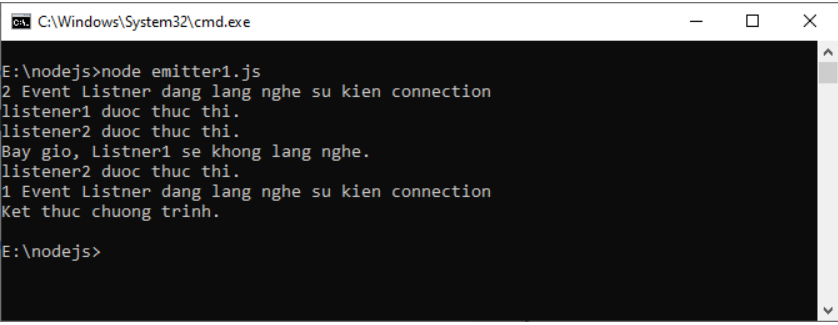 C:\Windows\System32\cmd.exe
E:\nodejs>node emitter1.js
2 Event Listner dang lang nghe su kien connection
listener1 duoc thuc thi.
listener2 duoc thuc thi.
Bay gio, Listner1 se khong lang nghe.
listener2 duoc thuc thi.
1 Event Listner dang lang nghe su kien connection
Ket thuc chuong trinh.
E:\nodejs>